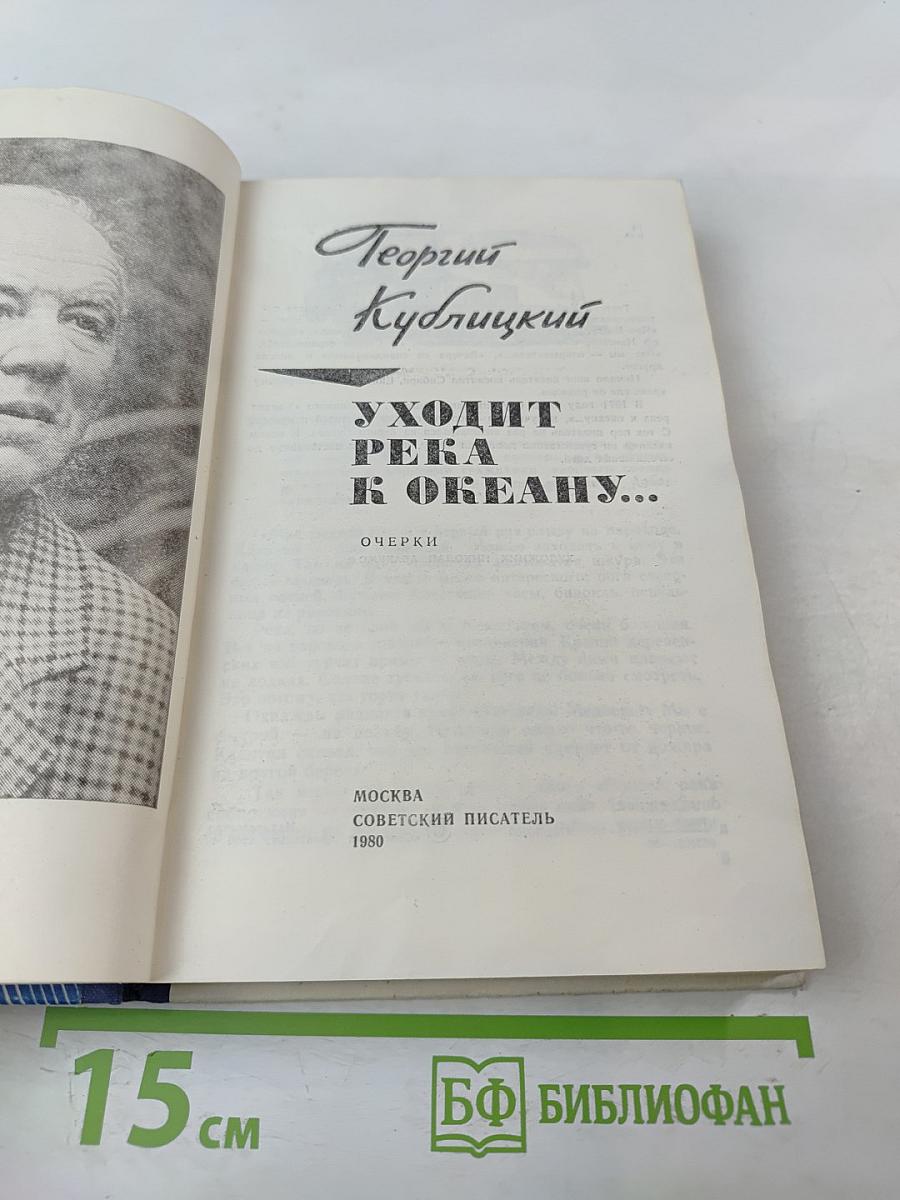 Георгий
Кублицкий
УХОДИТ
РЕКА
К ОКЕАНУ...
ОЧЕРКИ
МОСКВА
СОВЕТСКИЙ ПИСАТЕЛЬ
1980
15 см
БФ БИБЛИОФАН